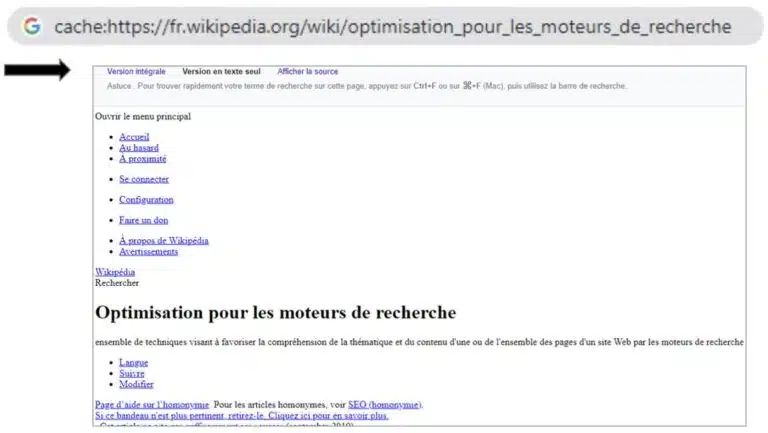 cache:https://fr.wikipedia.org/wiki/optimisation_pour_les_moteurs_de_recherche
Version intégrale Version en texte seul Afficher la source
Astuce : Pour trouver rapidement votre terme de recherche sur cette page, appuyez sur Ctrl+F ou sur ⌘+F (Mac), puis utilisez la barre de recherche.
Ouvrir le menu principal
Accueil
Au hasard
À proximité
Se connecter
Configuration
Faire un don
À propos de Wikipédia
Avertissements
Wikipédia
Rechercher
Optimisation pour les moteurs de recherche
ensemble de techniques visant à favoriser la compréhension de la thématique et du contenu d'une ou de l'ensemble des pages d'un site Web par les moteurs de recherche
Langue
Suivre
Modifier
Page d'aide sur l'homonymie Pour les articles homonymes, voir SEO (homonymie).
Si ce bandeau n'est plus pertinent, retirez-le. Cliquez ici pour en savoir plus.